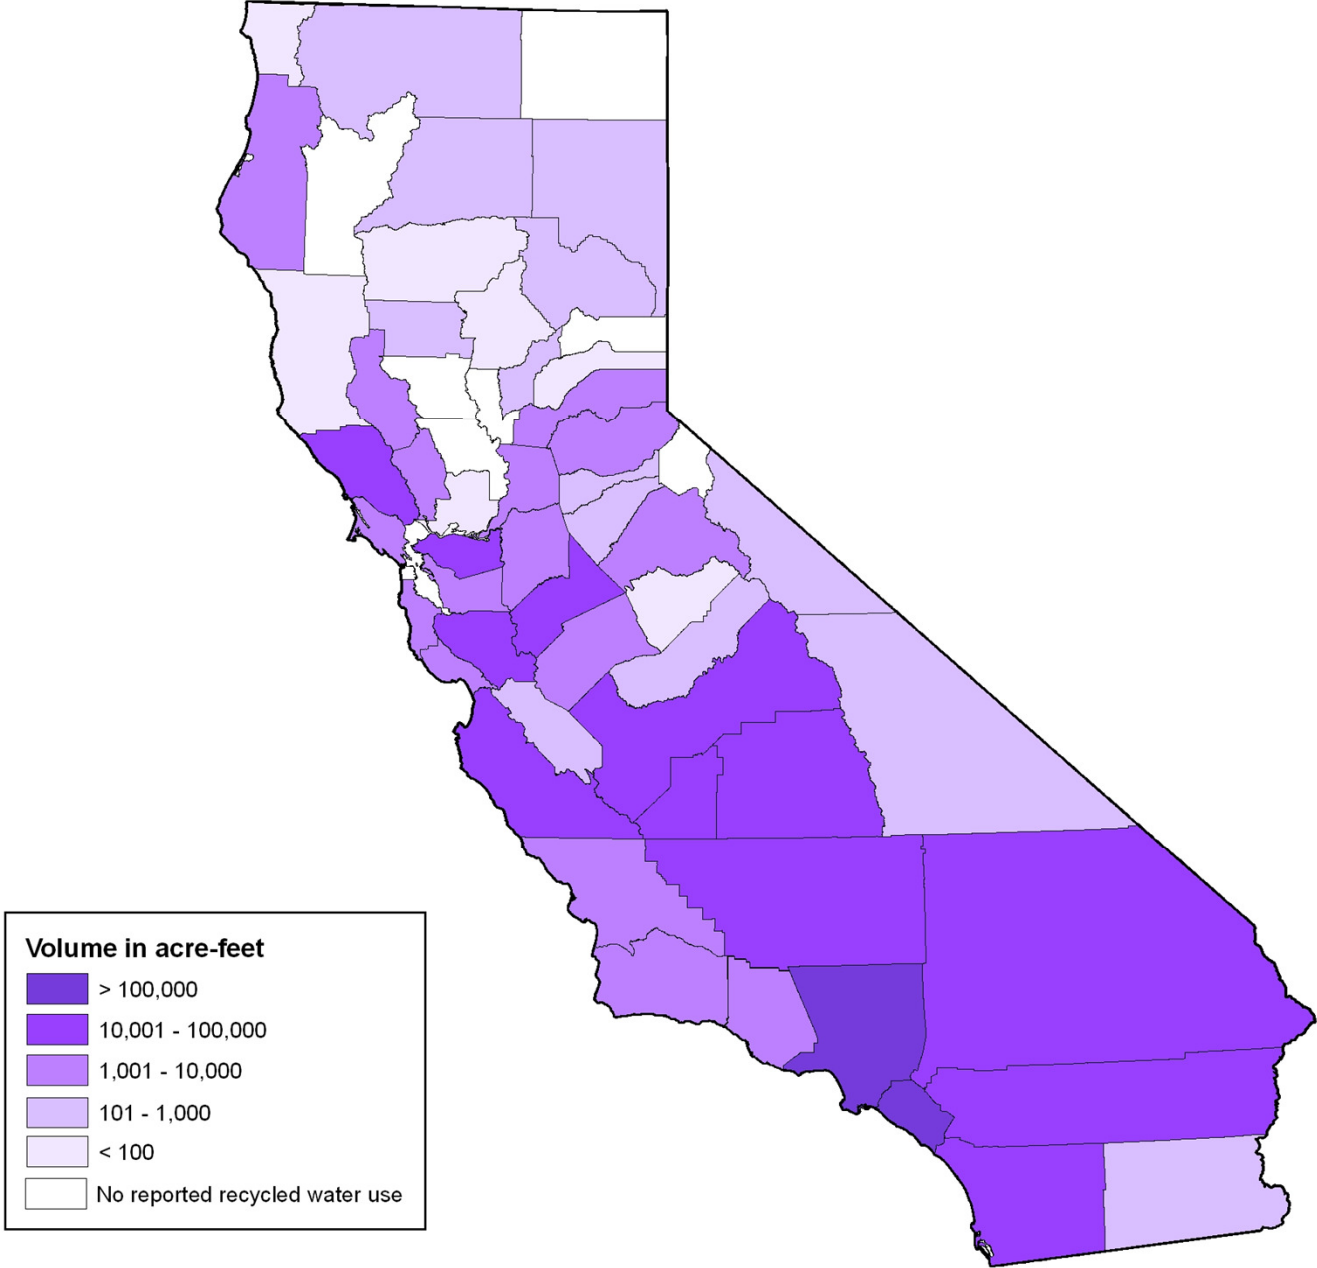 Volume in acre-feet
> 100,000
10,001 - 100,000
1,001 - 10,000
101 - 1,000
< 100
No reported recycled water use